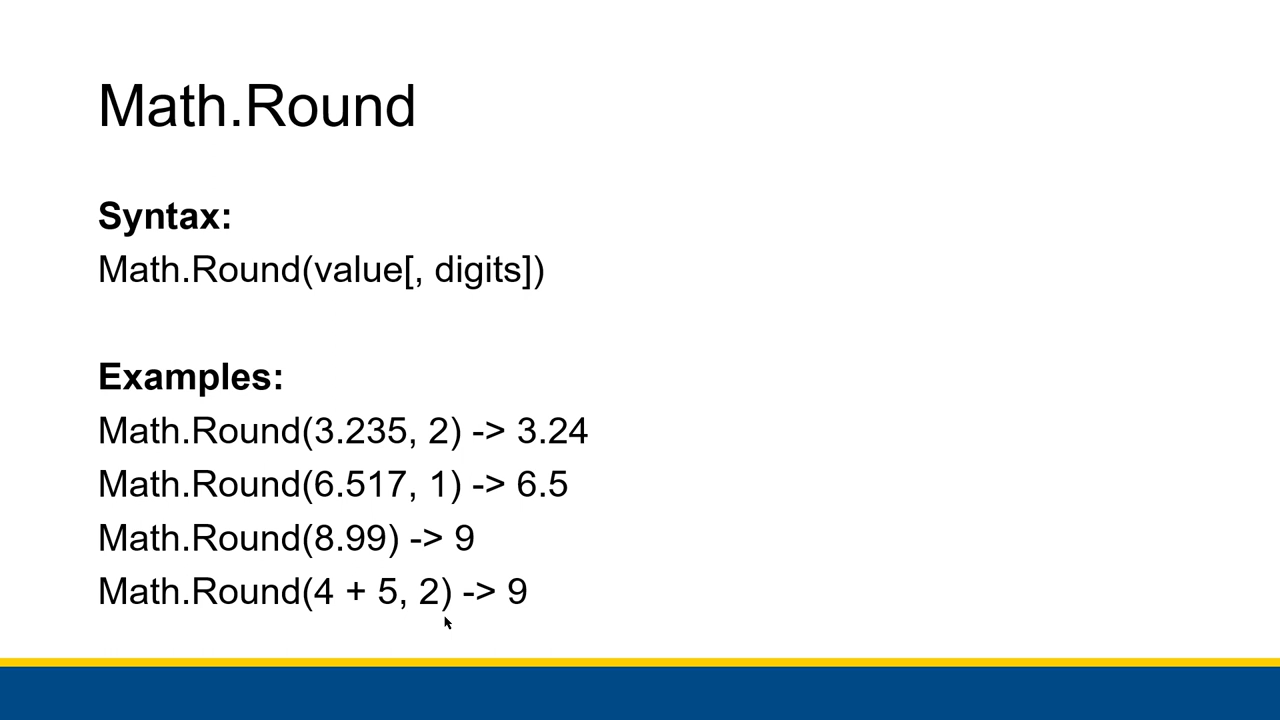 Math.Round
Syntax:
Math.Round(value[, digits])
Examples:
Math.Round(3.235, 2) -> 3.24
Math.Round(6.517, 1) -> 6.5
Math.Round(8.99) -> 9
Math.Round(4 + 5, 2) -> 9